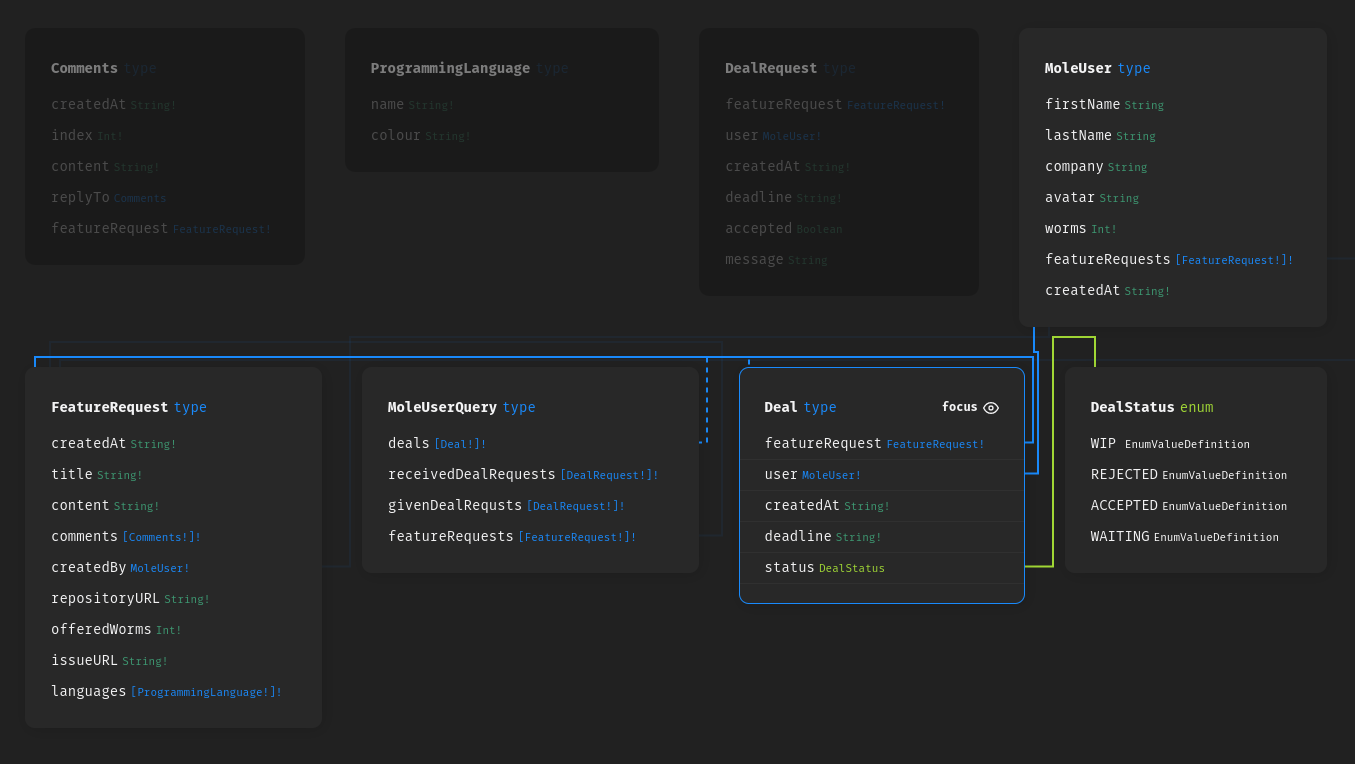 Comments type
createdAt String!
index Int!
content String!
replyTo Comments
featureRequest FeatureRequest!
ProgrammingLanguage type
name String!
colour String!
DealRequest type
featureRequest FeatureRequest!
user MoleUser!
createdAt String!
deadline String!
accepted Boolean
message String
MoleUser type
firstName String
lastName String
company String
avatar String
worms Int!
featureRequests [FeatureRequest!]!
createdAt String!
FeatureRequest type
createdAt String!
title String!
content String!
comments [Comments!]!
createdBy MoleUser!
repositoryURL String!
offeredWorms Int!
issueURL String!
languages [ProgrammingLanguage!]!
MoleUserQuery type
deals [Deal!]!
receivedDealRequests [DealRequest!]!
givenDealRequsts [DealRequest!]!
featureRequests [FeatureRequest!]!
Deal type focus
featureRequest FeatureRequest!
user MoleUser!
createdAt String!
deadline String!
status DealStatus
DealStatus enum
WIP EnumValueDefinition
REJECTED EnumValueDefinition
ACCEPTED EnumValueDefinition
WAITING EnumValueDefinition